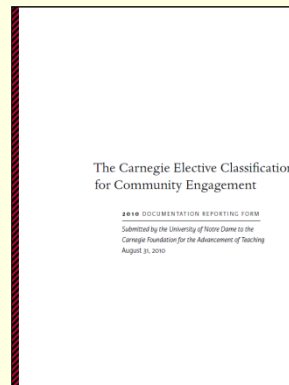 The Carnegie Elective Classification
for Community Engagement
2010 DOCUMENTATION REPORTING FORM
Submitted by the University of Notre Dame to the
Carnegie Foundation for the Advancement of Teaching
August 31, 2010